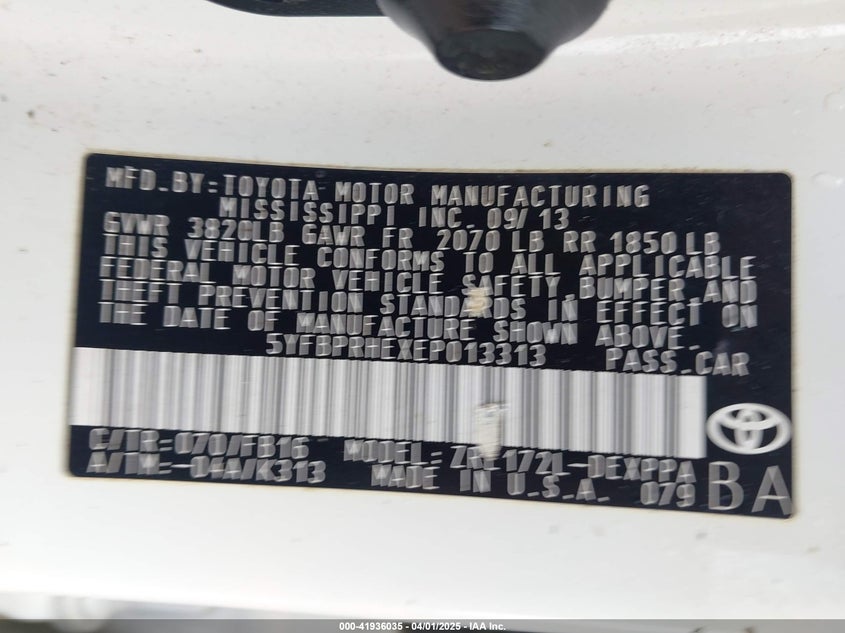 MFD.BY:TOYOTA MOTOR MANUFACTURING
MISSISSIPPI INC. 09/13
GVWR 3820LB GAWR FR 2070 LB RR 1850 LB
THIS VEHICLE CONFORMS TO ALL APPLICABLE
FEDERAL MOTOR VEHICLE SAFETY,BUMPER AND
THEFT PREVENTION STANDARDS IN EFFECT ON
THE DATE OF MANUFACTURE SHOWN ABOVE.
5YFBPRHEXEP013313 PASS.CAR
C/TR:070/FB16 MODEL:ZRE172L-DEXPPA
A/TM:-04A/K313 MADE IN U.S.A. 079 BA
000-41936035 - 04/01/2025 - IAA Inc.